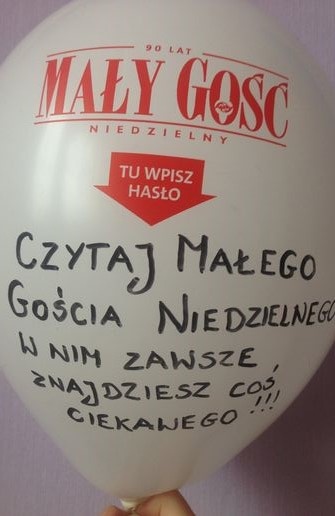 90 LAT
MAŁY GOŚĆ
NIEDZIELNY
TU WPISZ
HASŁO
CZYTAJ MAŁEGO
GOŚCIA NIEDZIELNEGO
W NIM ZAWSZE
ZNAJDZIESZ COŚ
CIEKAWEGO !!!